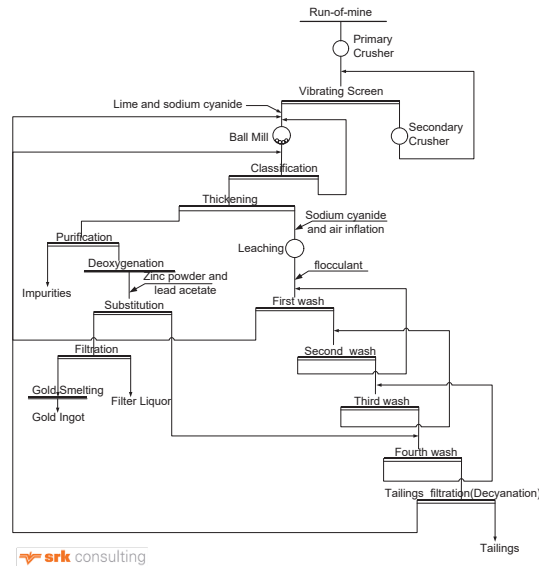 Run-of-mine
Primary
Crusher
Vibrating Screen
Lime and sodium cyanide
Ball Mill
Secondary
Crusher
Classification
Thickening
Sodium cyanide
and air inflation
Purification
Leaching
Deoxygenation
flocculant
Zinc powder and
lead acetate
Impurities
Substitution
First wash
Filtration
Second wash
Gold Smelting
Filter Liquor
Third wash
Gold Ingot
Fourth wash
Tailings filtration(Decyanation)
Tailings
srk consulting